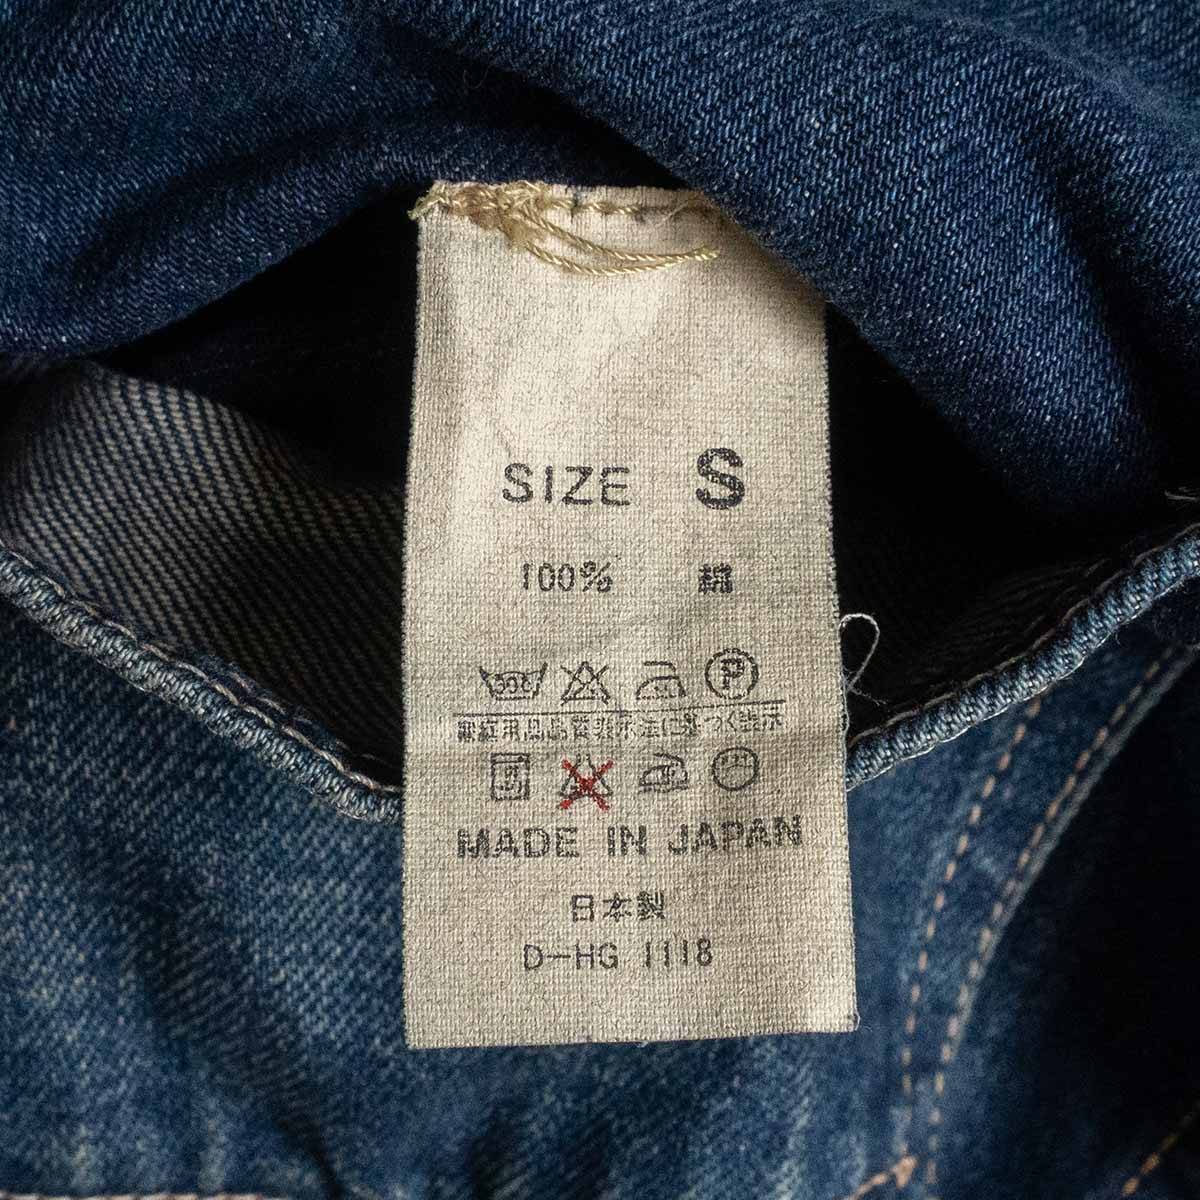 SIZE S
100% 綿
P
家庭用品品質表示法に基づく表示
MADE IN JAPAN
日本製
D-HG 1118